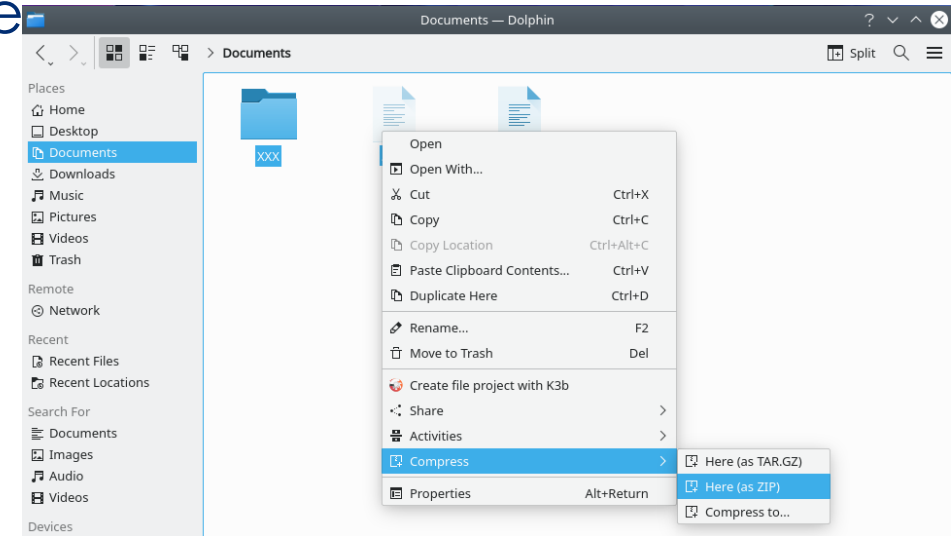 e
Documents — Dolphin
Documents
Split
Places
Home
Desktop
Documents
Downloads
Music
Pictures
Videos
Trash
Remote
Network
Recent
Recent Files
Recent Locations
Search For
Documents
Images
Audio
Videos
Devices
XXX
Open
Open With...
Cut Ctrl+X
Copy Ctrl+C
Copy Location Ctrl+Alt+C
Paste Clipboard Contents... Ctrl+V
Duplicate Here Ctrl+D
Rename... F2
Move to Trash Del
Create file project with K3b
Share
Activities
Compress
Properties Alt+Return
Here (as TAR.GZ)
Here (as ZIP)
Compress to...